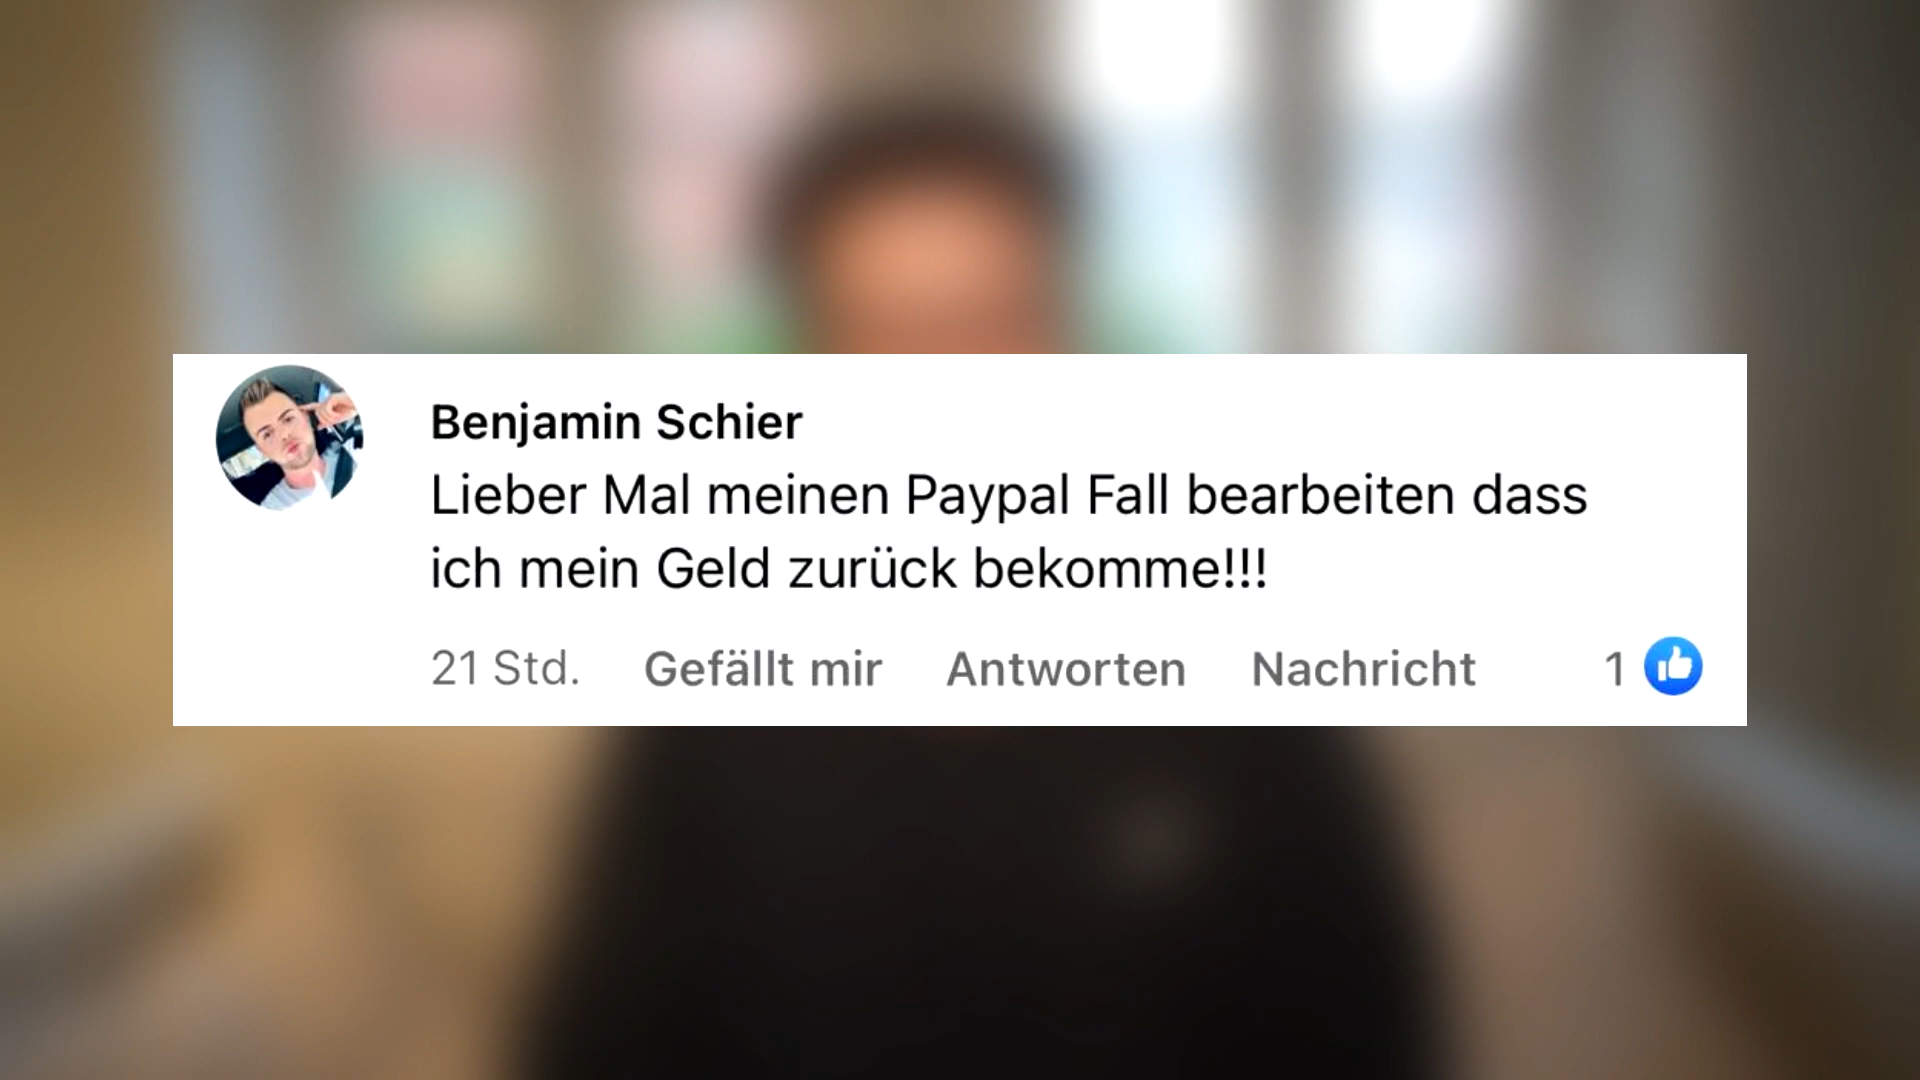 Benjamin Schier
Lieber Mal meinen Paypal Fall bearbeiten dass
ich mein Geld zurück bekomme!!!
21 Std. Gefällt mir Antworten Nachricht 1